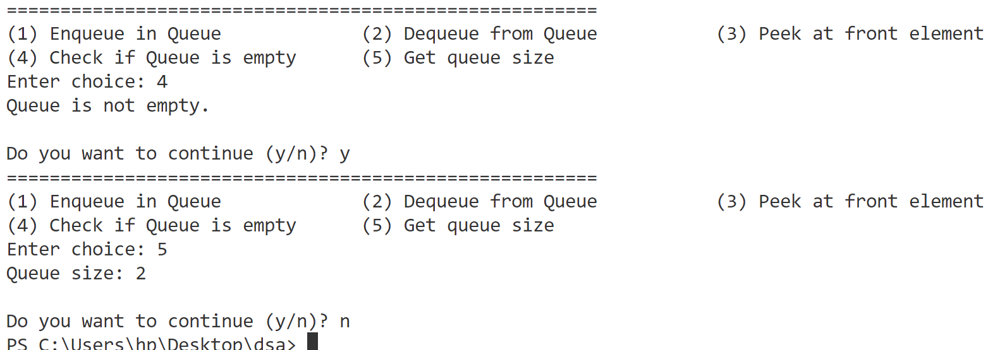 =======================================================
(1) Enqueue in Queue (2) Dequeue from Queue (3) Peek at front element
(4) Check if Queue is empty (5) Get queue size
Enter choice: 4
Queue is not empty.
Do you want to continue (y/n)? y
=======================================================
(1) Enqueue in Queue (2) Dequeue from Queue (3) Peek at front element
(4) Check if Queue is empty (5) Get queue size
Enter choice: 5
Queue size: 2
Do you want to continue (y/n)? n
PS C:\Users\hp\Desktop\dsa>